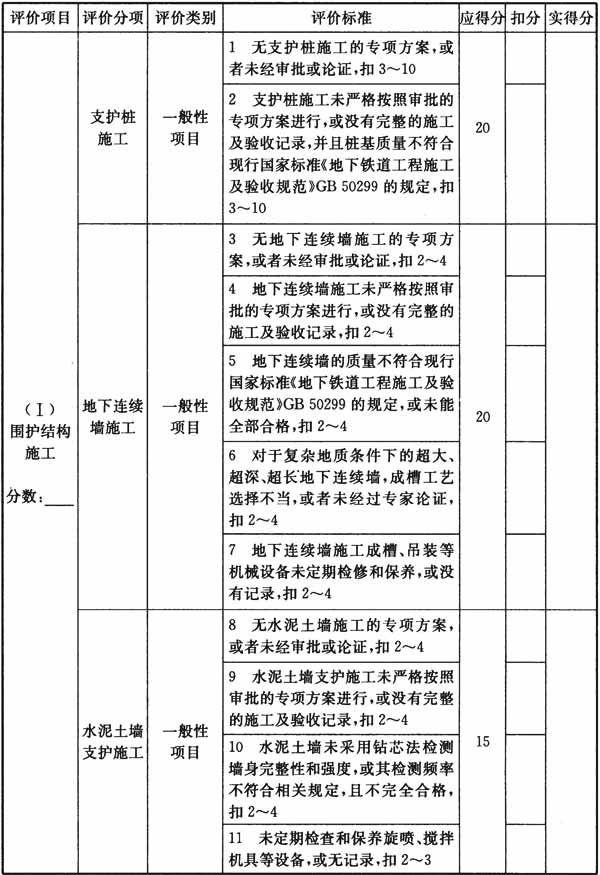 评价项目 评价分项 评价类别 评价标准 应得分 扣分 实得分
(Ⅰ)
围护结构
施工
分数:____
支护桩
施工
一般性
项目
1 无支护桩施工的专项方案,或
者未经审批或论证,扣3～10
2 支护桩施工未严格按照审批的
专项方案进行,或没有完整的施工
及验收记录,并且桩基质量不符合
现行国家标准《地下铁道工程施工
及验收规范》GB 50299的规定,扣
3～10
20
地下连续
墙施工
一般性
项目
3 无地下连续墙施工的专项方
案,或者未经审批或论证,扣2～4
4 地下连续墙施工未严格按照审
批的专项方案进行,或没有完整的
施工及验收记录,扣2～4
5 地下连续墙的质量不符合现行
国家标准《地下铁道工程施工及验
收规范》GB 50299的规定,或未能
全部合格,扣2～4
6 对于复杂地质条件下的超大、
超深、超长地下连续墙,成槽工艺
选择不当,或者未经过专家论证,
扣2～4
7 地下连续墙施工成槽、吊装等
机械设备未定期检修和保养,或没
有记录,扣2～4
20
水泥土墙
支护施工
一般性
项目
8 无水泥土墙施工的专项方案,
或者未经审批或论证,扣2～4
9 水泥土墙支护施工未严格按照
审批的专项方案进行,或没有完整
的施工及验收记录,扣2～4
10 水泥土墙未采用钻芯法检测
墙身完整性和强度,或其检测频率
不符合相关规定,且不完全合格,
扣2～4
11 未定期检查和保养旋喷、搅拌
机具等设备,或无记录,扣2～3
15